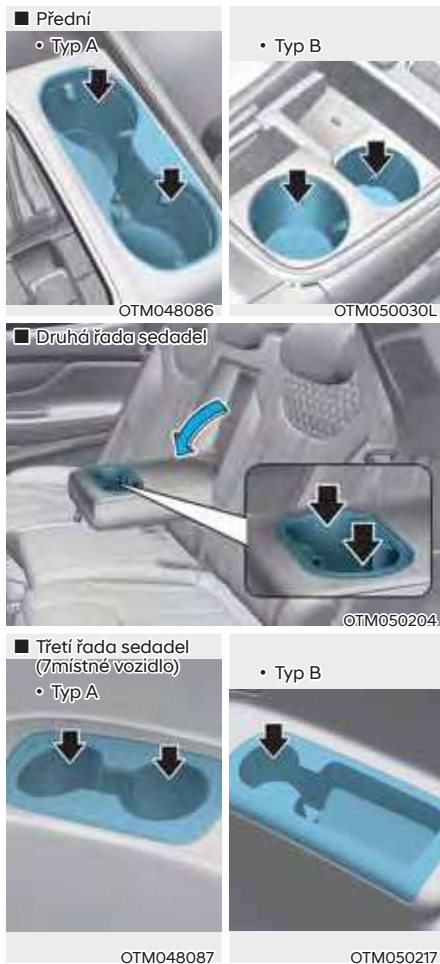 ■ Přední
• Typ A
• Typ B
OTM048086
OTM050030L
■ Druhá řada sedadel
OTM050204
■ Třetí řada sedadel
(7místné vozidlo)
• Typ A
• Typ B
OTM048087
OTM050217